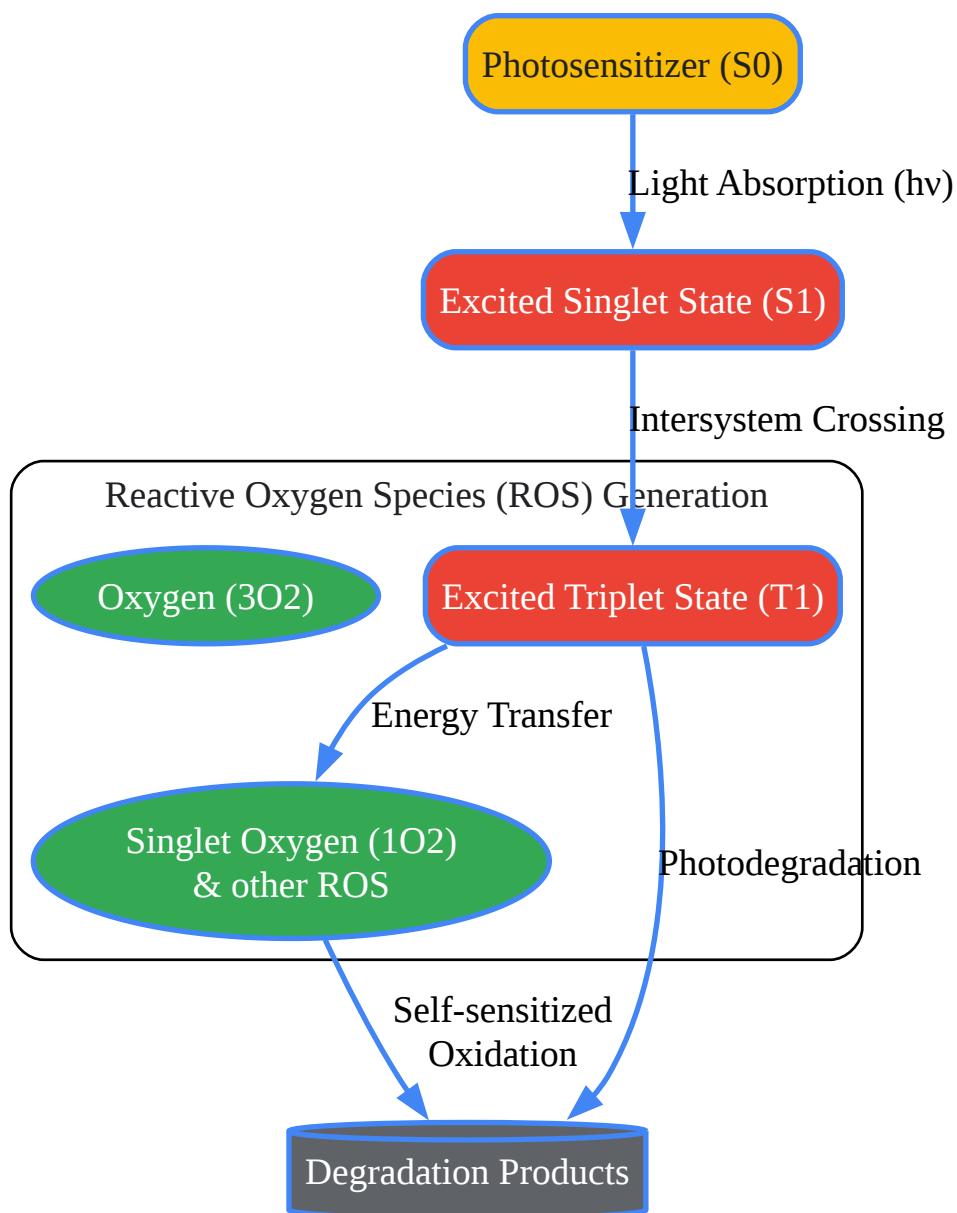 Photosensitizer (S0)
Light Absorption (hν)
Excited Singlet State (S1)
Intersystem Crossing
Reactive Oxygen Species (ROS) Generation
Oxygen (3O2)
Excited Triplet State (T1)
Energy Transfer
Singlet Oxygen (1O2)
& other ROS
Photodegradation
Self-sensitized
Oxidation
Degradation Products